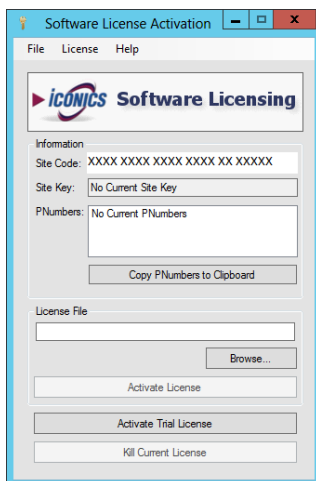 Software License Activation
File License Help
ICONICS Software Licensing
Information
Site Code: XXXX XXXX XXXX XXXX XX XXXXX
Site Key: No Current Site Key
PNumbers: No Current PNumbers
Copy PNumbers to Clipboard
License File
Browse...
Activate License
Activate Trial License
Kill Current License